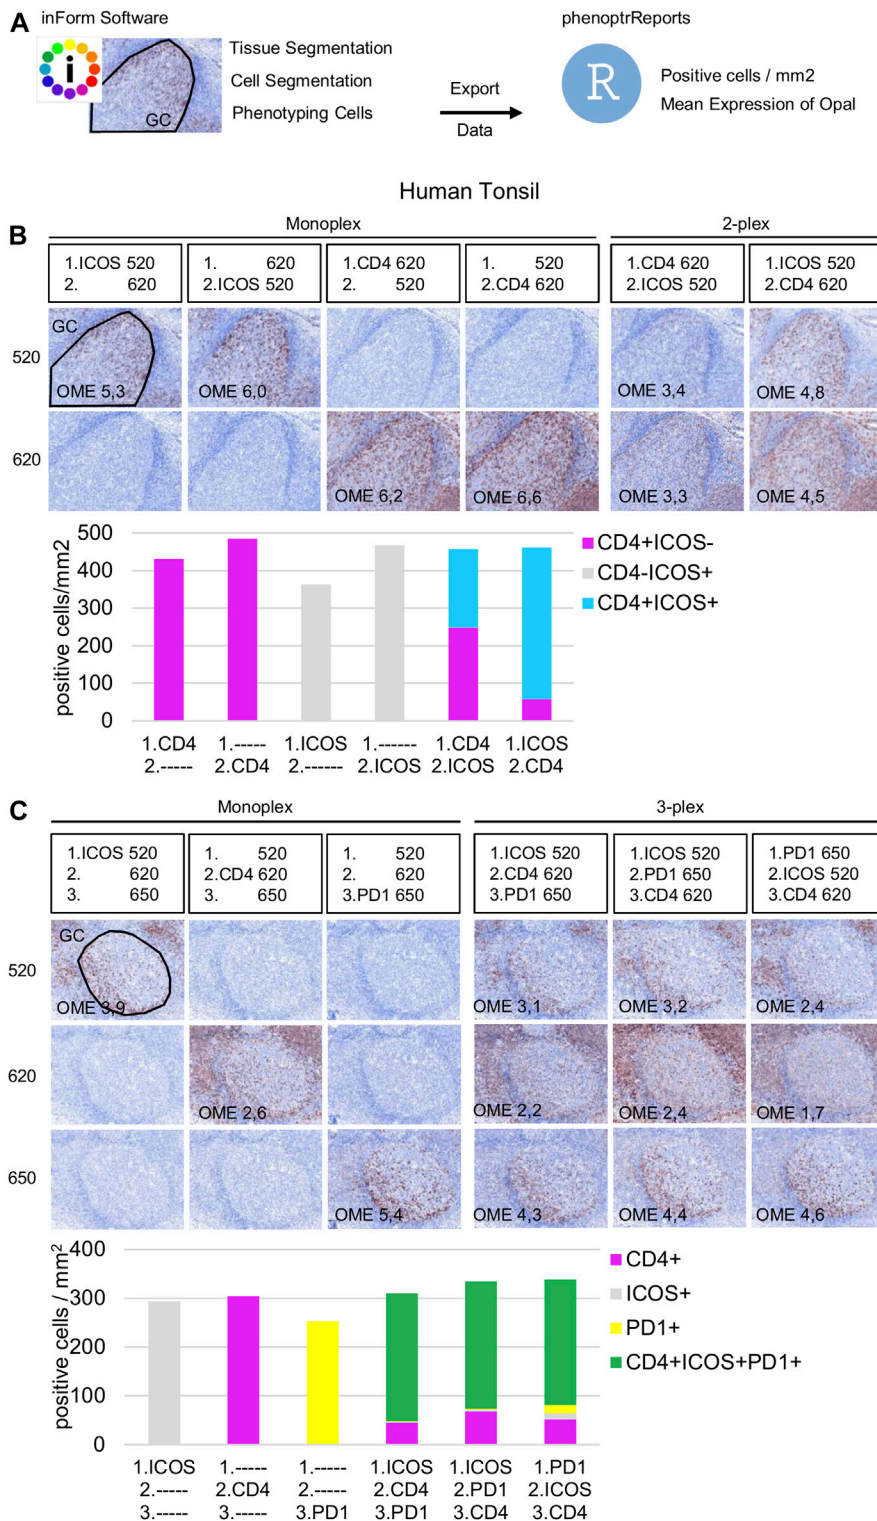 A
inForm Software
phenoptrReports
i
GC
Tissue Segmentation
Cell Segmentation
Phenotyping Cells
Export
Data
R
Positive cells / mm2
Mean Expression of Opal
Human Tonsil
B
Monoplex
2-plex
1.ICOS 520
2. 620
1. 620
2.ICOS 520
1.CD4 620
2. 520
1. 520
2.CD4 620
1.CD4 620
2.ICOS 520
1.ICOS 520
2.CD4 620
520
GC
OME 5,3
OME 6,0
OME 3,4
OME 4,8
620
OME 6,2
OME 6,6
OME 3,3
OME 4,5
positive cells/mm2
500
400
300
200
100
0
CD4+ICOS-
CD4-ICOS+
CD4+ICOS+
1.CD4
2.-----
1.-----
2.CD4
1.ICOS
2.------
1.------
2.ICOS
1.CD4
2.ICOS
1.ICOS
2.CD4
C
Monoplex
3-plex
1.ICOS 520
2. 620
3. 650
1. 520
2.CD4 620
3. 650
1. 520
2. 620
3.PD1 650
1.ICOS 520
2.CD4 620
3.PD1 650
1.ICOS 520
2.PD1 650
3.CD4 620
1.PD1 650
2.ICOS 520
3.CD4 620
520
GC
OME 3,9
OME 3,1
OME 3,2
OME 2,4
620
OME 2,6
OME 2,2
OME 2,4
OME 1,7
650
OME 5,4
OME 4,3
OME 4,4
OME 4,6
positive cells / mm²
400
300
200
100
0
CD4+
ICOS+
PD1+
CD4+ICOS+PD1+
1.ICOS
2.-----
3.-----
1.-----
2.CD4
3.-----
1.-----
2.-----
3.PD1
1.ICOS
2.CD4
3.PD1
1.ICOS
2.PD1
3.CD4
1.PD1
2.ICOS
3.CD4